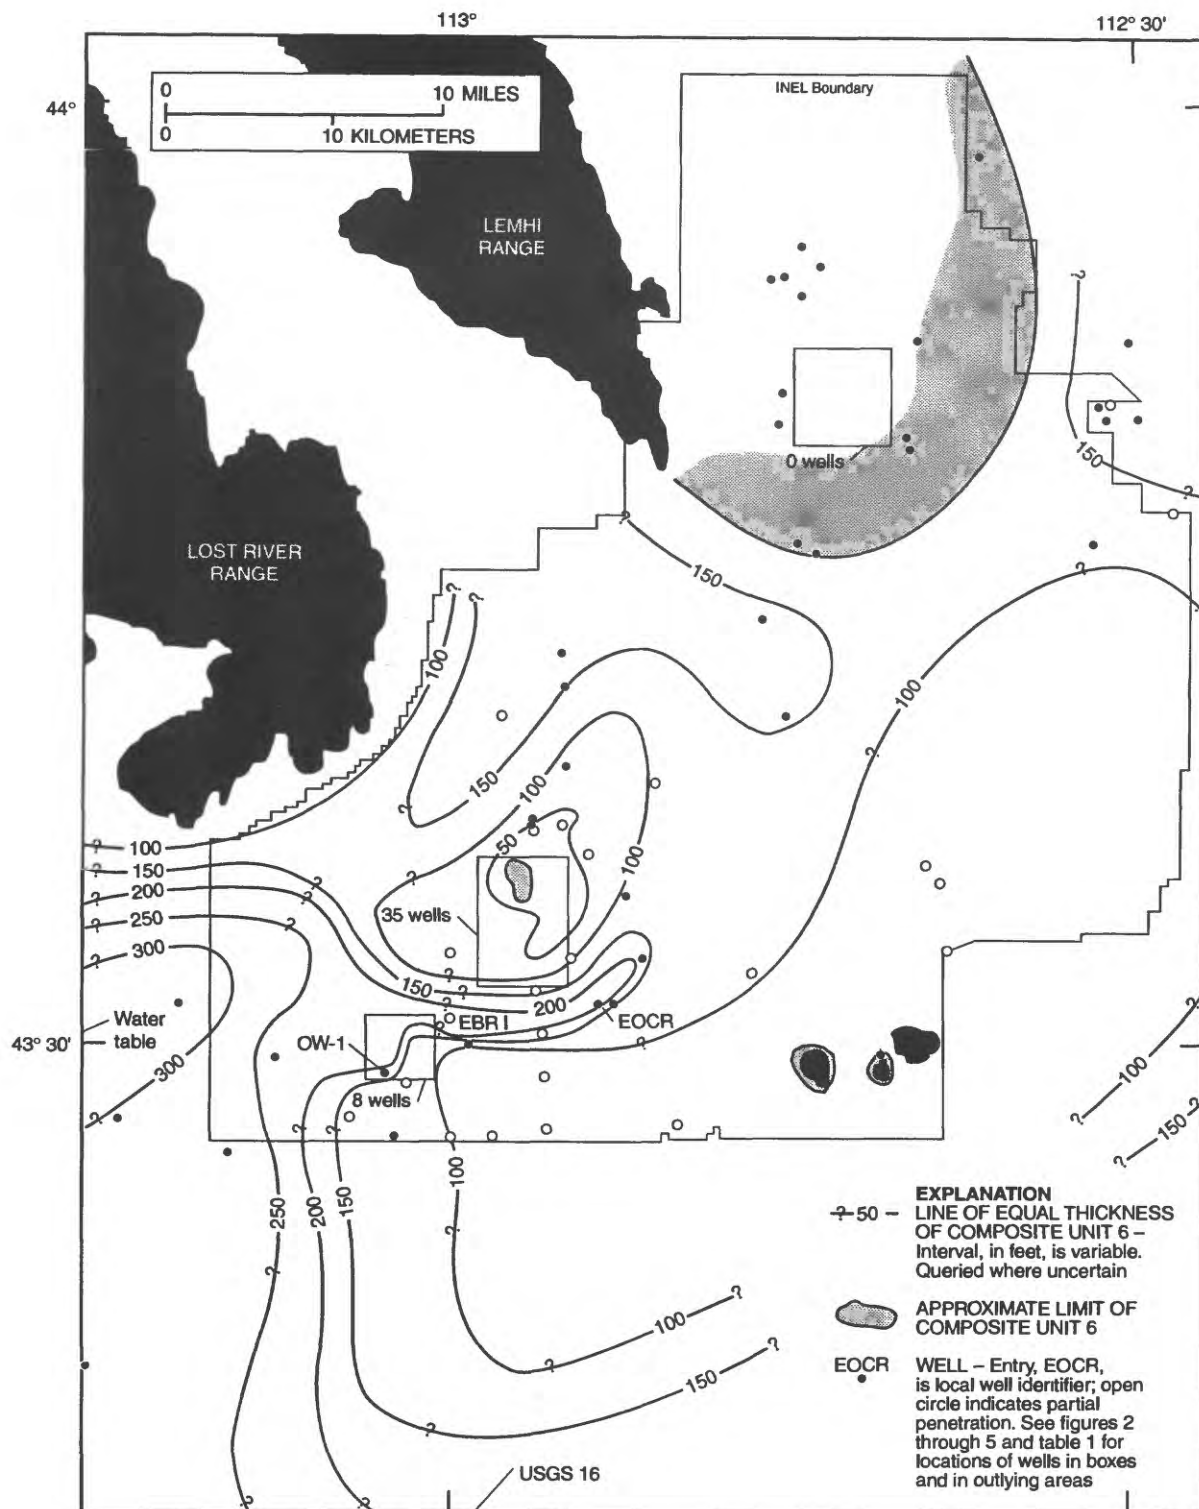 113°
112° 30'
44°
0 10 MILES
0 10 KILOMETERS
INEL Boundary
LEMHI
RANGE
?
0 wells
150
?
LOST RIVER
RANGE
?
150
?
? ?
100
100
?
150
?
100
50
100
? 100
? 150
? 200
? 250
? 300
?
?
?
?
35 wells
?
?
150
?
200
Water
table
43° 30'
300
EBR I
EOCR
?
?
OW-1
8 wells
?
?
?
?
100
?
150
?
250
200
150
100
?
?
?
100
?
?
150
?
?
?
?
USGS 16
EXPLANATION
? 50 – LINE OF EQUAL THICKNESS
OF COMPOSITE UNIT 6 –
Interval, in feet, is variable.
Queried where uncertain
APPROXIMATE LIMIT OF
COMPOSITE UNIT 6
EOCR WELL – Entry, EOCR,
is local well identifier; open
circle indicates partial
penetration. See figures 2
through 5 and table 1 for
locations of wells in boxes
and in outlying areas